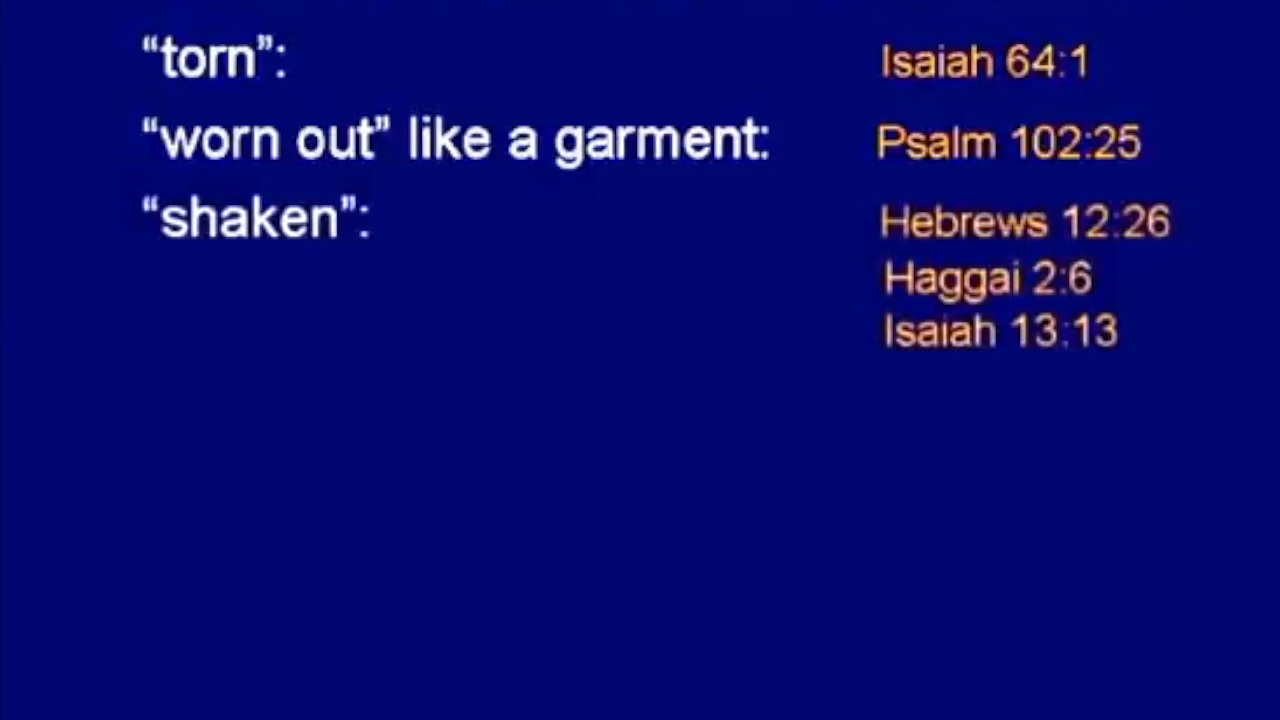 “torn”: Isaiah 64:1
“worn out” like a garment: Psalm 102:25
“shaken”: Hebrews 12:26
Haggai 2:6
Isaiah 13:13